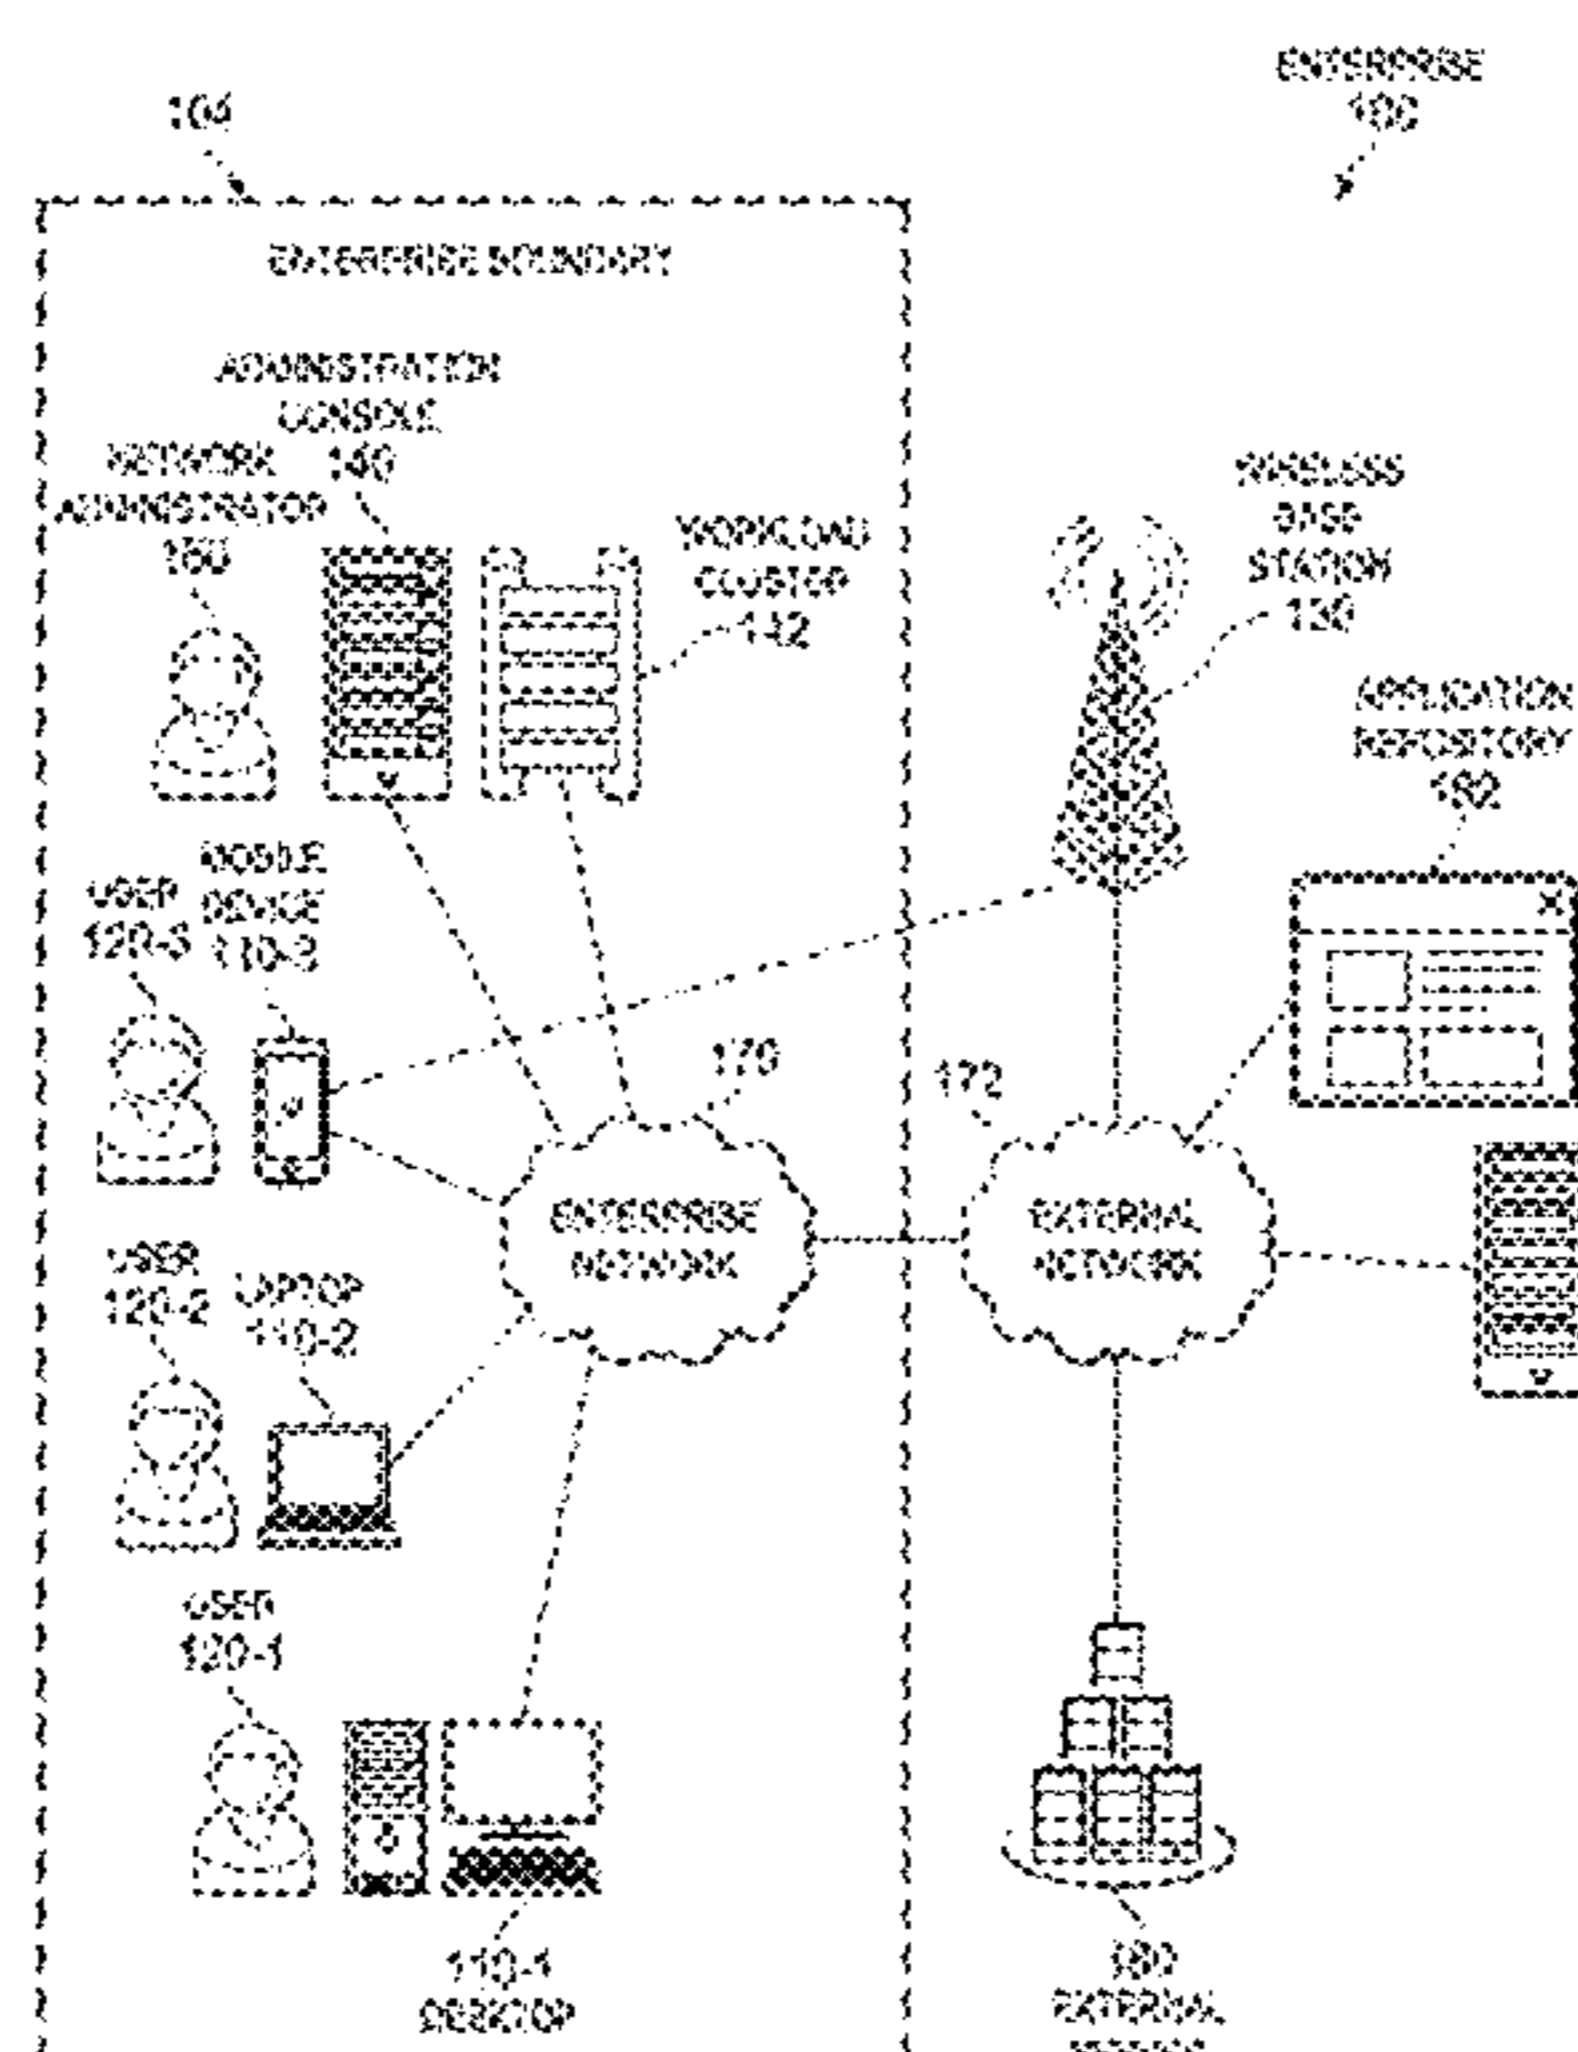 104
ENTERPRISE
100
ENTERPRISE BOUNDARY
ADMINISTRATION
CONSOLE
140
NETWORK
ADMINISTRATOR
150
WORKLOAD
CLUSTER
142
WIRELESS
BASE
STATION
130
APPLICATION
REPOSITORY
182
MOBILE
DEVICE
110-3
USER
120-3
170
172
ENTERPRISE
NETWORK
EXTERNAL
NETWORK
USER
120-2
LAPTOP
110-2
USER
120-1
110-1
DESKTOP
180
EXTERNAL